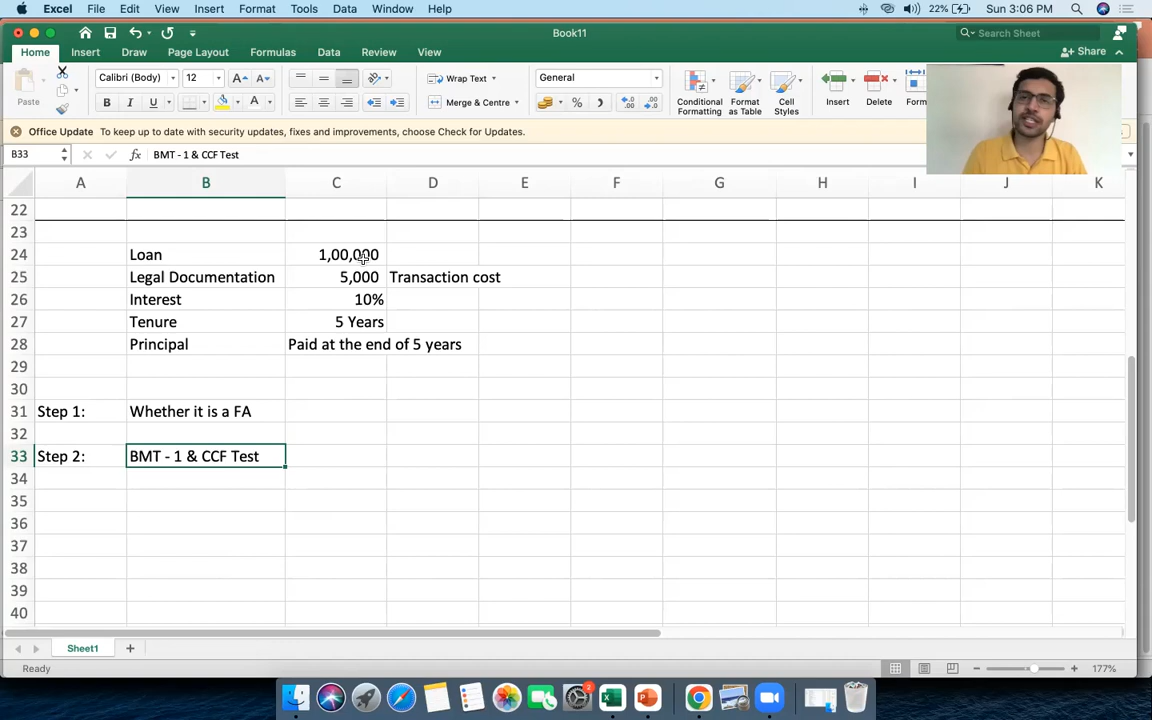 Excel File Edit View Insert Format Tools Data Window Help 22% Sun 3:06 PM
Book11 Search Sheet
Home Insert Draw Page Layout Formulas Data Review View Share
Paste Calibri (Body) 12 A A Wrap Text General Conditional Formatting Format as Table Cell Styles Insert Delete Form
B I U A Merge & Centre %
Office Update To keep up to date with security updates, fixes and improvements, choose Check for Updates.
B33 fx BMT - 1 & CCF Test
A B C D E F G H I J K
22
23
24 Loan 1,00,000
25 Legal Documentation 5,000 Transaction cost
26 Interest 10%
27 Tenure 5 Years
28 Principal Paid at the end of 5 years
29
30
31 Step 1: Whether it is a FA
32
33 Step 2: BMT - 1 & CCF Test
34
35
36
37
38
39
40
Sheet1
Ready 177%